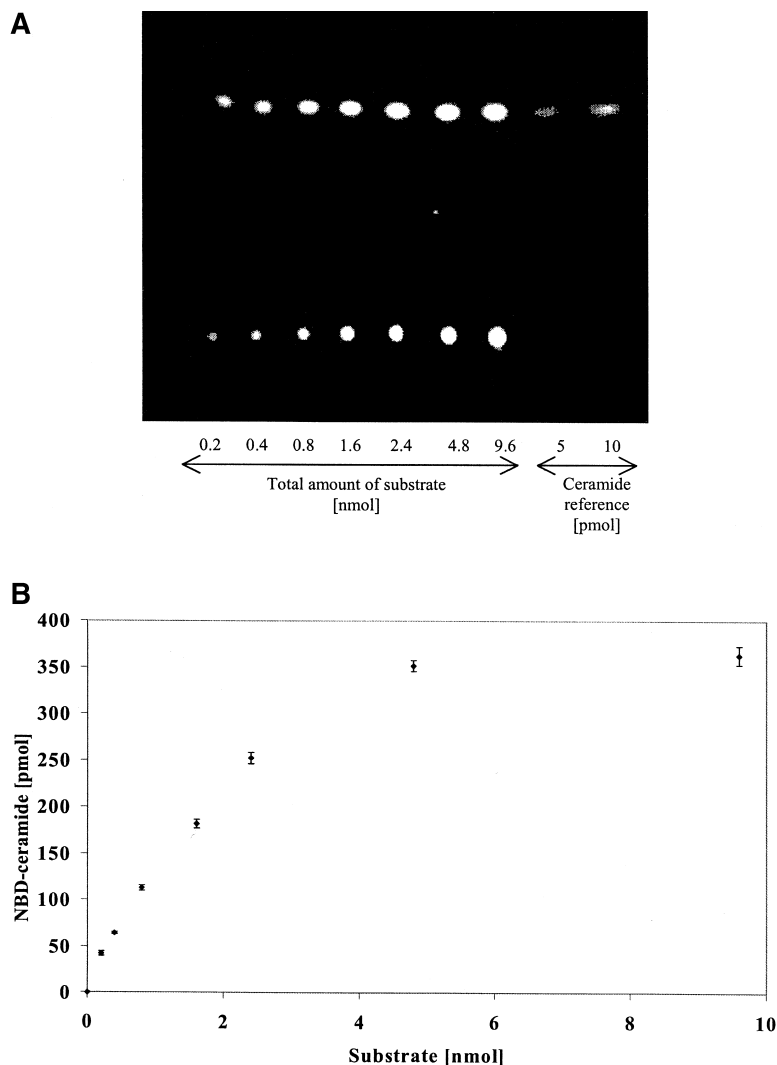 A
0.2 0.4 0.8 1.6 2.4 4.8 9.6 5 10
Total amount of substrate
[nmol]
Ceramide
reference
[pmol]
B
400
350
300
250
200
150
100
50
0
NBD-ceramide [pmol]
0 2 4 6 8 10
Substrate [nmol]